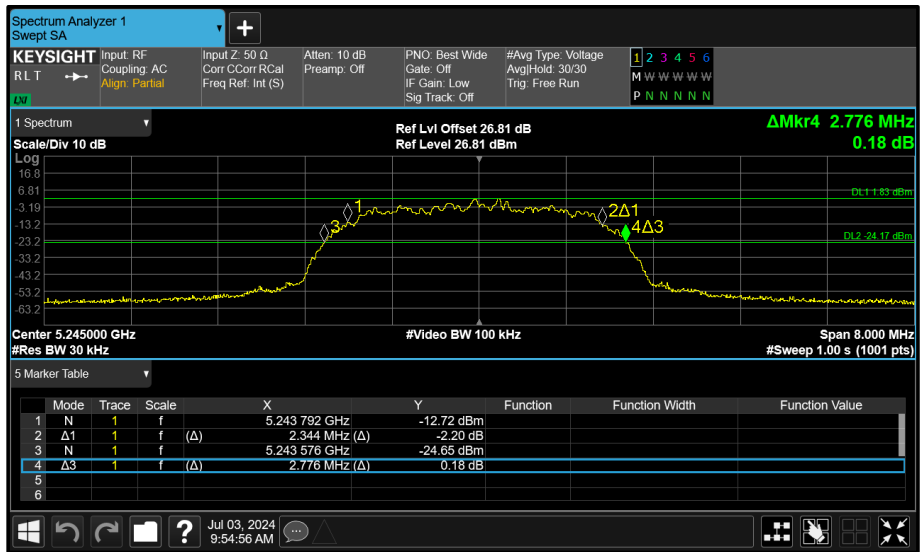 Spectrum Analyzer 1
Swept SA
KEYSIGHT Input: RF Input Z: 50 Ω Atten: 10 dB PNO: Best Wide #Avg Type: Voltage 1 2 3 4 5 6
R L T Coupling: AC Corr CCorr RCal Preamp: Off Gate: Off Avg|Hold: 30/30 M W W W W W
Align: Partial Freq Ref: Int (S) IF Gain: Low Trig: Free Run
LXI Sig Track: Off P N N N N N
1 Spectrum Ref Lvl Offset 26.81 dB ΔMkr4 2.776 MHz
Scale/Div 10 dB Ref Level 26.81 dBm 0.18 dB
Log
16.8
6.81
DL1 1.83 dBm
-3.19
1 2Δ1
-13.2
3 4Δ3
-23.2
DL2 -24.17 dBm
-33.2
-43.2
-53.2
-63.2
Center 5.245000 GHz #Video BW 100 kHz Span 8.000 MHz
#Res BW 30 kHz #Sweep 1.00 s (1001 pts)
5 Marker Table
Mode Trace Scale X Y Function Function Width Function Value
1 N 1 f 5.243 792 GHz -12.72 dBm
2 Δ1 1 f (Δ) 2.344 MHz (Δ) -2.20 dB
3 N 1 f 5.243 576 GHz -24.65 dBm
4 Δ3 1 f (Δ) 2.776 MHz (Δ) 0.18 dB
5
6
? Jul 03, 2024
9:54:56 AM